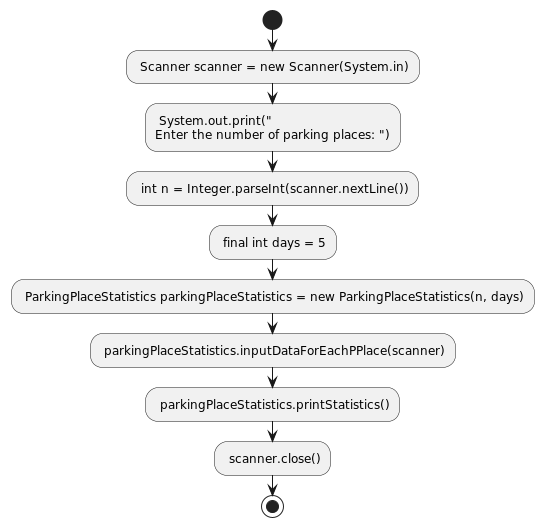 Scanner scanner = new Scanner(System.in)
System.out.print("
Enter the number of parking places: ")
int n = Integer.parseInt(scanner.nextLine())
final int days = 5
ParkingPlaceStatistics parkingPlaceStatistics = new ParkingPlaceStatistics(n, days)
parkingPlaceStatistics.inputDataForEachPPlace(scanner)
parkingPlaceStatistics.printStatistics()
scanner.close()